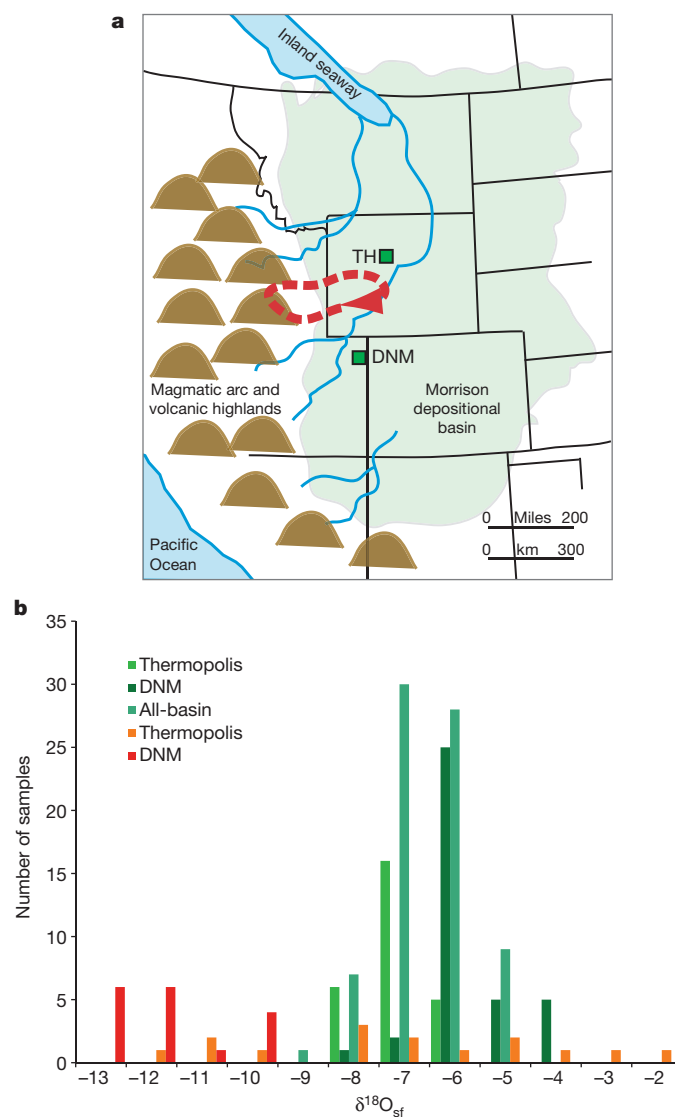 a
Inland seaway
TH
DNM
Magmatic arc and
volcanic highlands
Morrison
depositional
basin
0 Miles 200
0 km 300
Pacific
Ocean
b
35
30
25
20
15
10
5
0
Number of samples
Thermopolis
DNM
All-basin
Thermopolis
DNM
–13 –12 –11 –10 –9 –8 –7 –6 –5 –4 –3 –2
δ¹⁸Osf